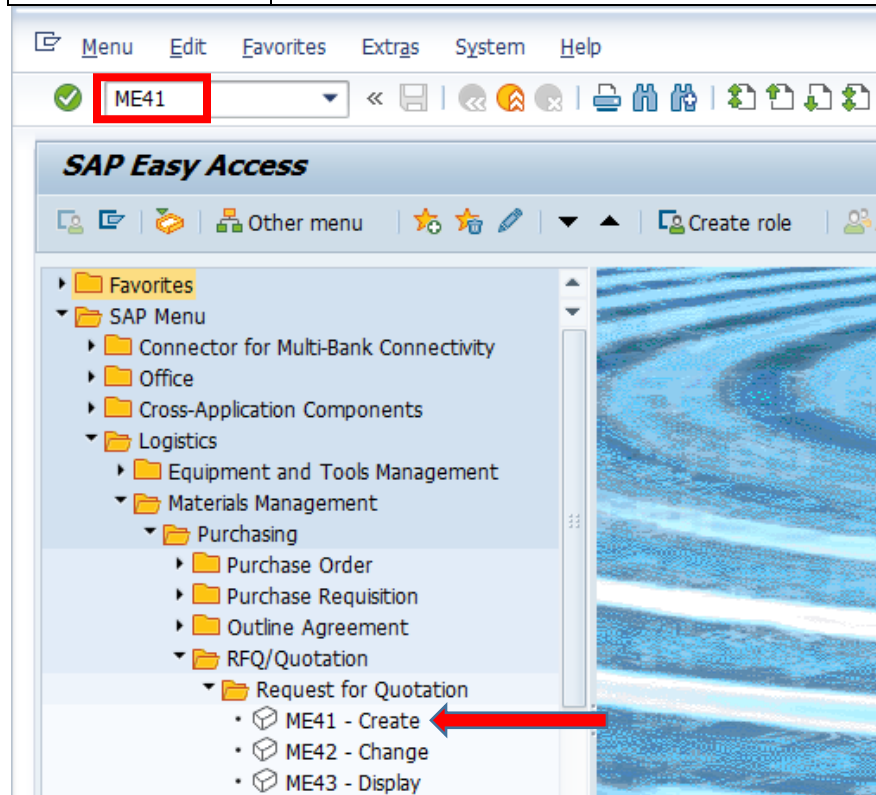 Menu Edit Favorites Extras System Help
ME41
SAP Easy Access
Other menu Create role
Favorites
SAP Menu
Connector for Multi-Bank Connectivity
Office
Cross-Application Components
Logistics
Equipment and Tools Management
Materials Management
Purchasing
Purchase Order
Purchase Requisition
Outline Agreement
RFQ/Quotation
Request for Quotation
ME41 - Create
ME42 - Change
ME43 - Display